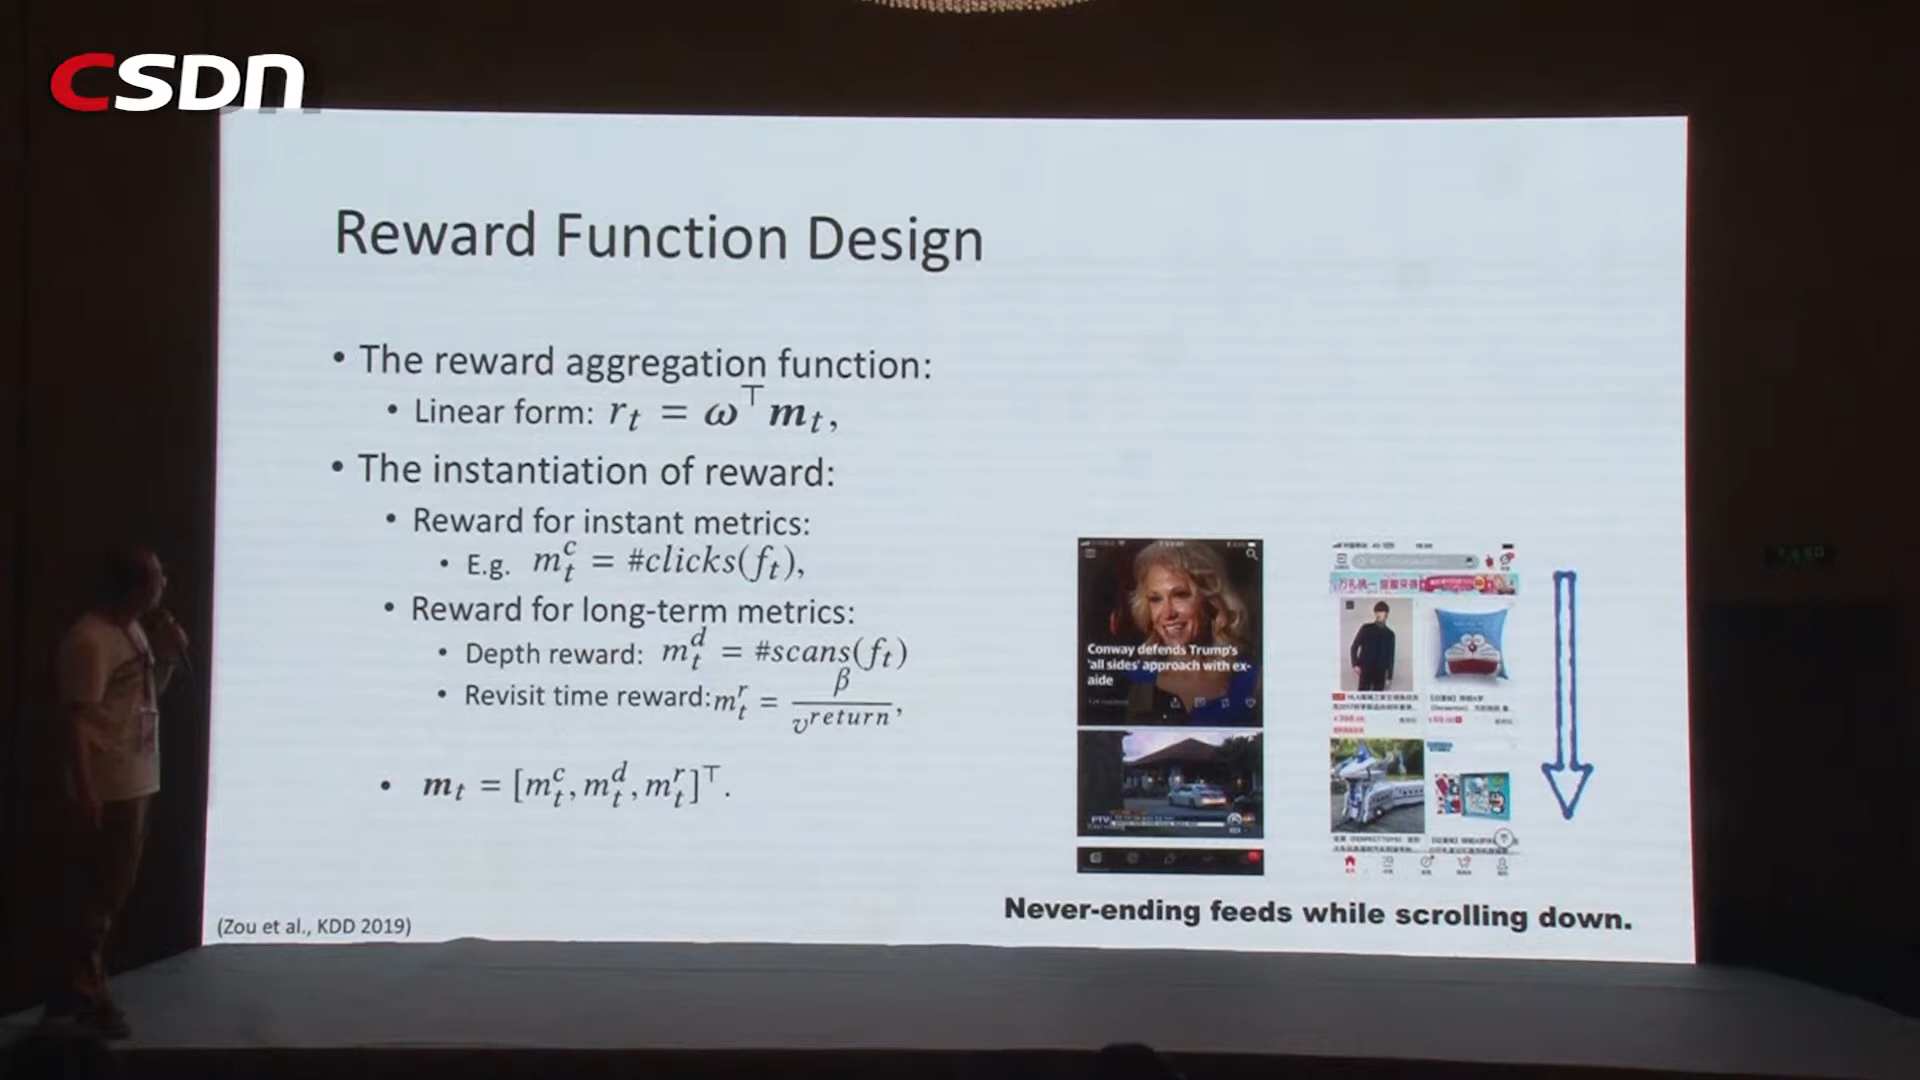 CSDN
Reward Function Design
• The reward aggregation function:
• Linear form: r_t = ω^⊤ m_t,
• The instantiation of reward:
• Reward for instant metrics:
• E.g. m_t^c = #clicks(f_t),
• Reward for long-term metrics:
• Depth reward: m_t^d = #scans(f_t)
• Revisit time reward: m_t^r = β / v^return,
• m_t = [m_t^c, m_t^d, m_t^r]^⊤.
Conway defends Trump's
'all sides' approach with ex-
aide
PTV
Never-ending feeds while scrolling down.
(Zou et al., KDD 2019)